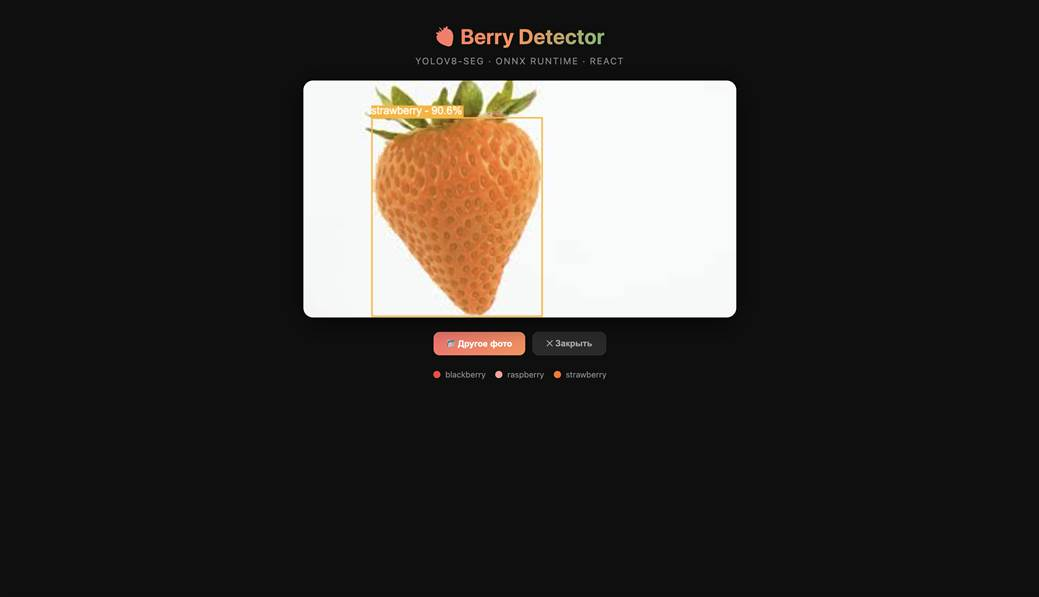 Berry Detector
YOLOV8-SEG · ONNX RUNTIME · REACT
strawberry - 90.6%
Другое фото
Закрыть
blackberry raspberry strawberry